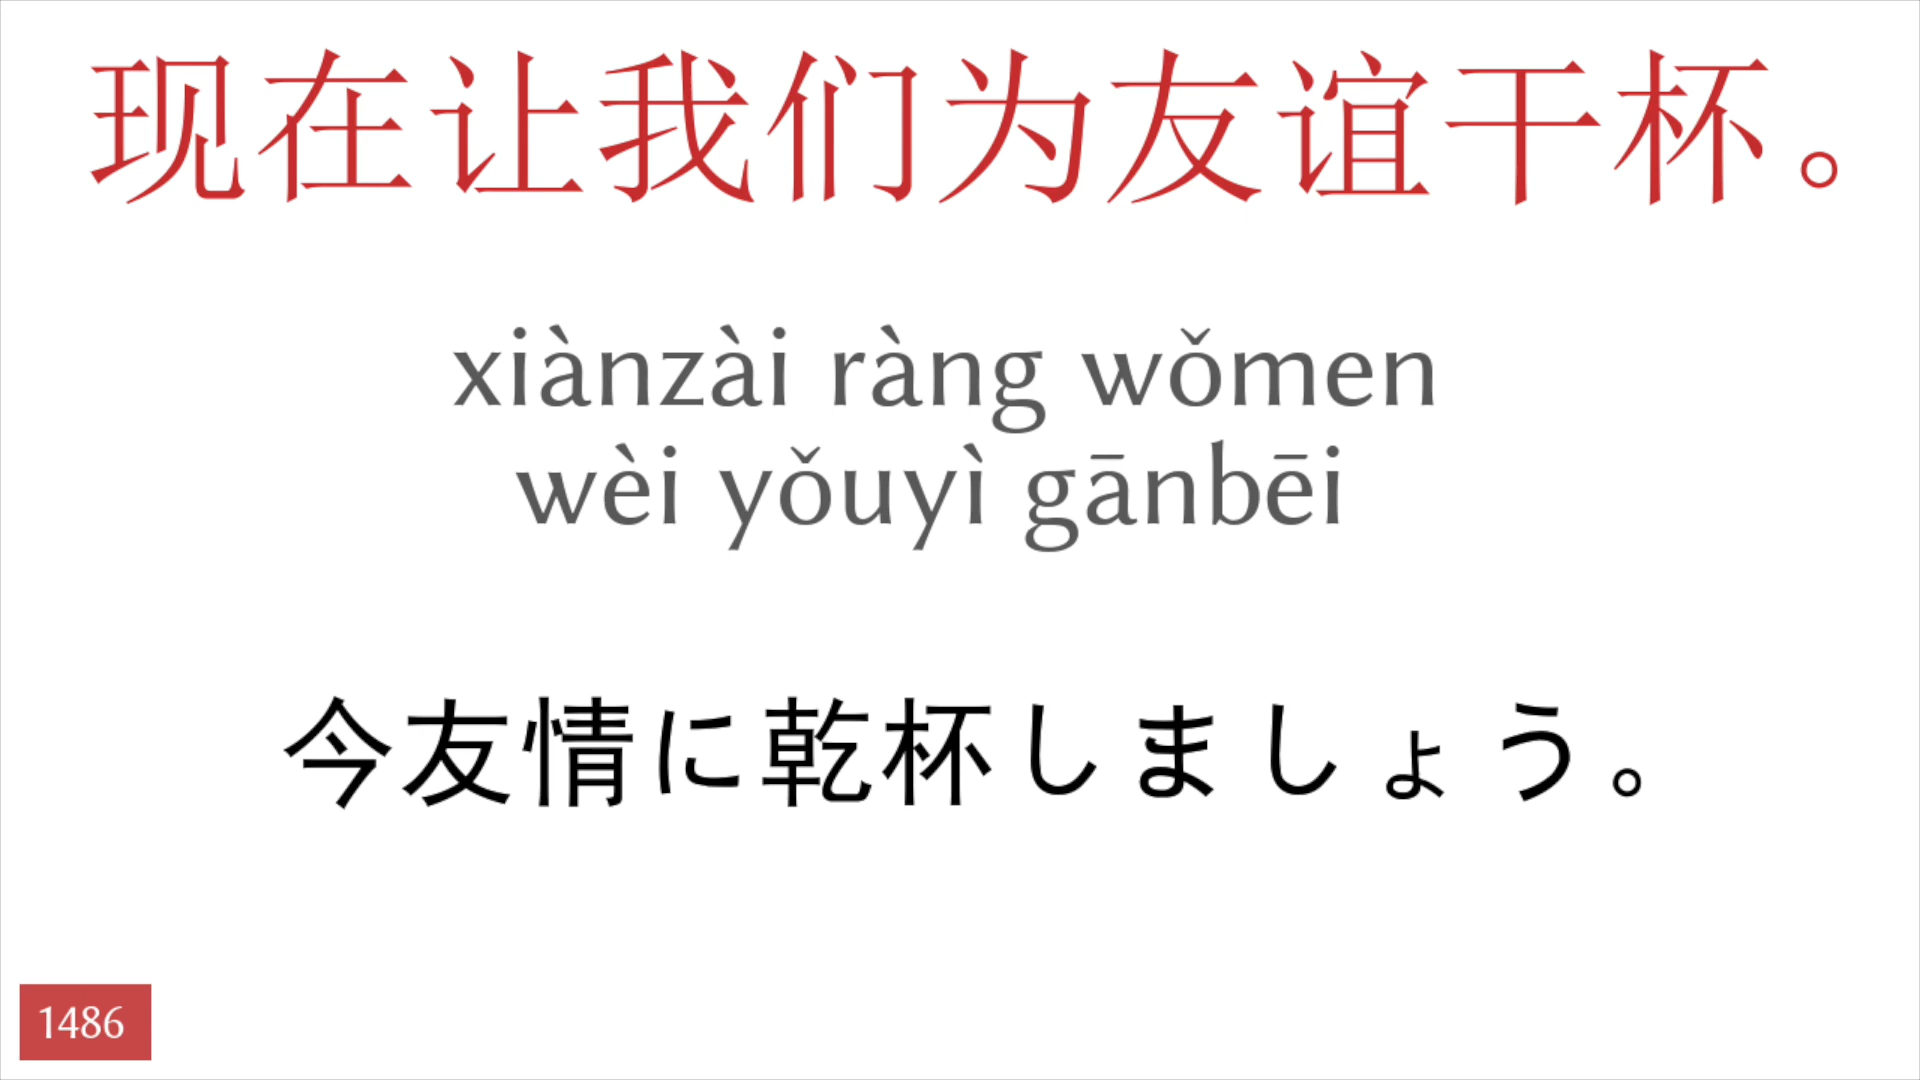 现在让我们为友谊干杯。
xiànzài ràng wǒmen
wèi yǒuyì gānbēi
今友情に乾杯しましょう。
1486